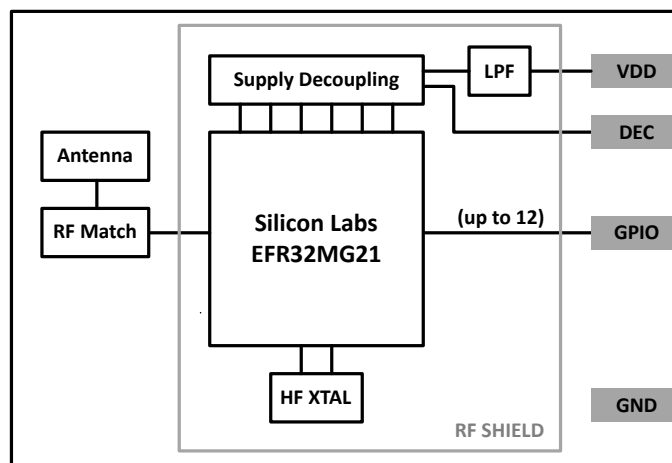 Supply Decoupling
LPF
VDD
DEC
Antenna
RF Match
Silicon Labs
EFR32MG21
(up to 12)
GPIO
HF XTAL
GND
RF SHIELD